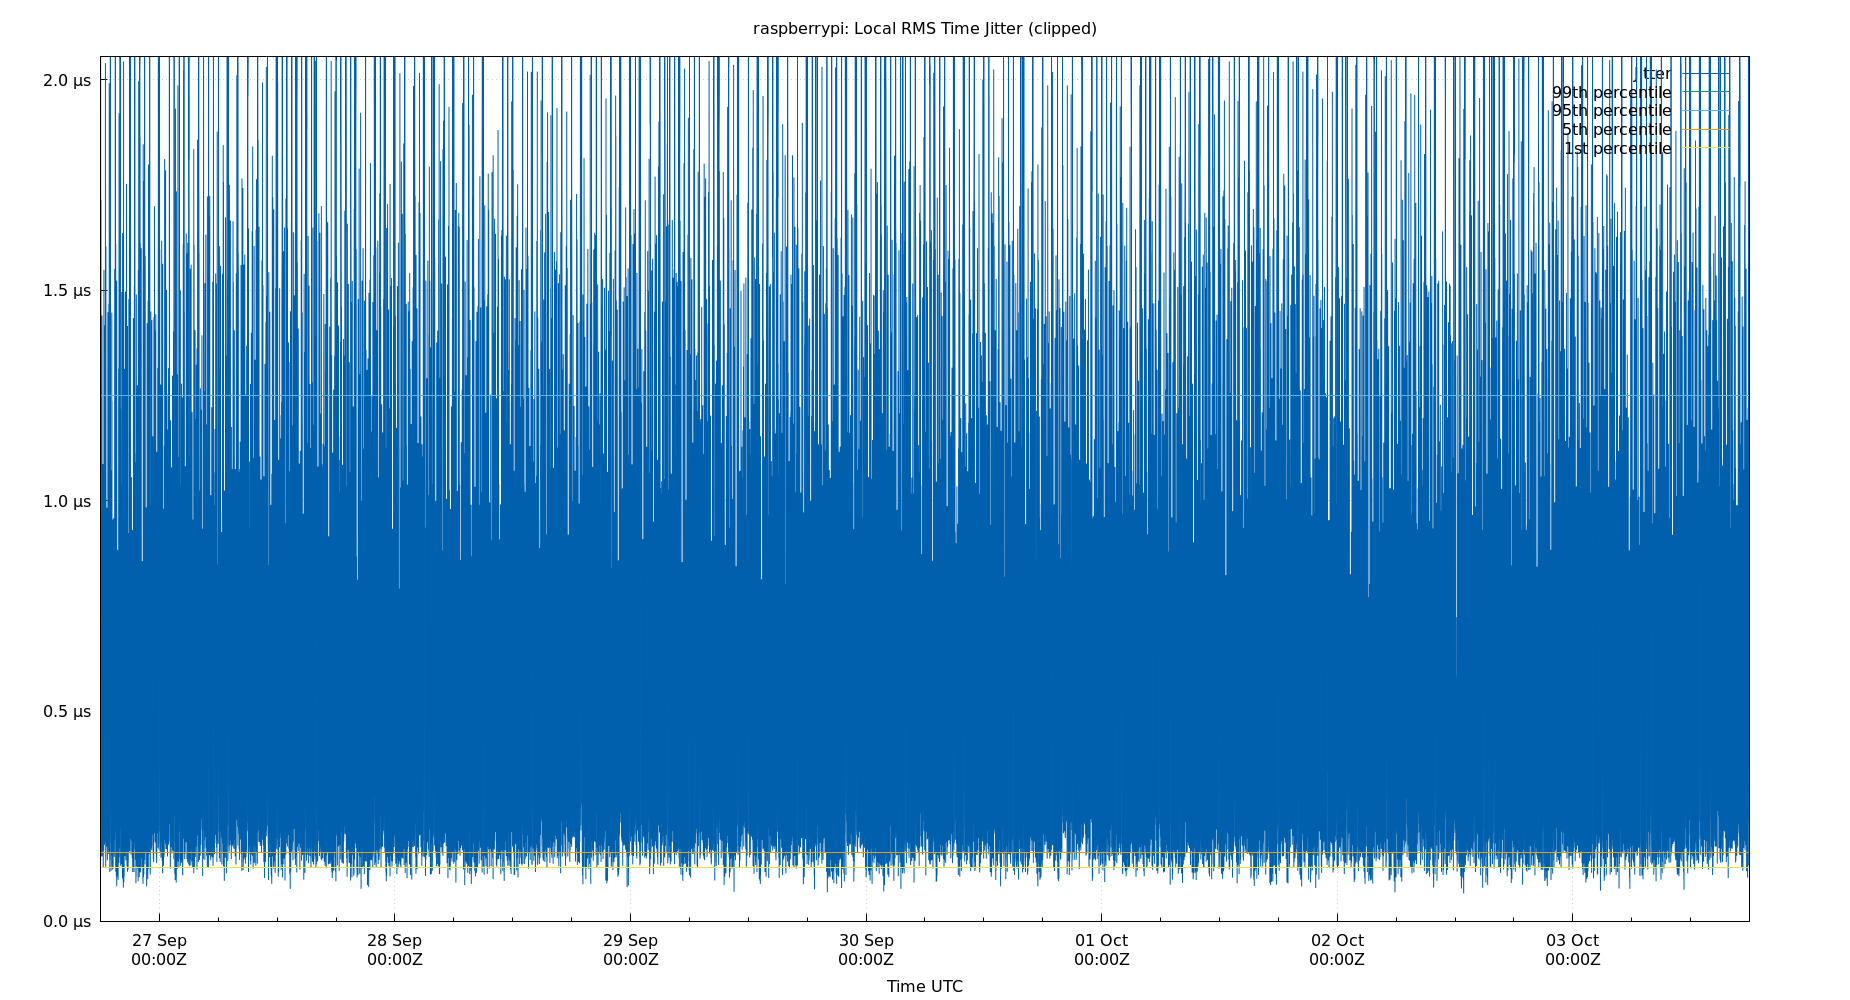 raspberrypi: Local RMS Time Jitter (clipped)
2.0 µs
1.5 µs
1.0 µs
0.5 µs
0.0 µs
jitter
99th percentile
95th percentile
5th percentile
1st percentile
27 Sep 28 Sep 29 Sep 30 Sep 01 Oct 02 Oct 03 Oct
00:00Z 00:00Z 00:00Z 00:00Z 00:00Z 00:00Z 00:00Z
Time UTC